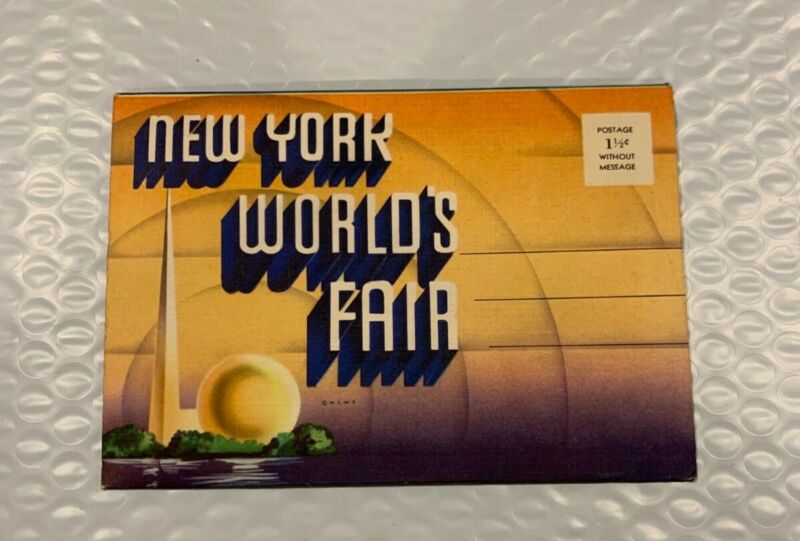 NEW YORK
WORLD'S
FAIR
POSTAGE
1½¢
WITHOUT
MESSAGE
© N.Y.W.F.